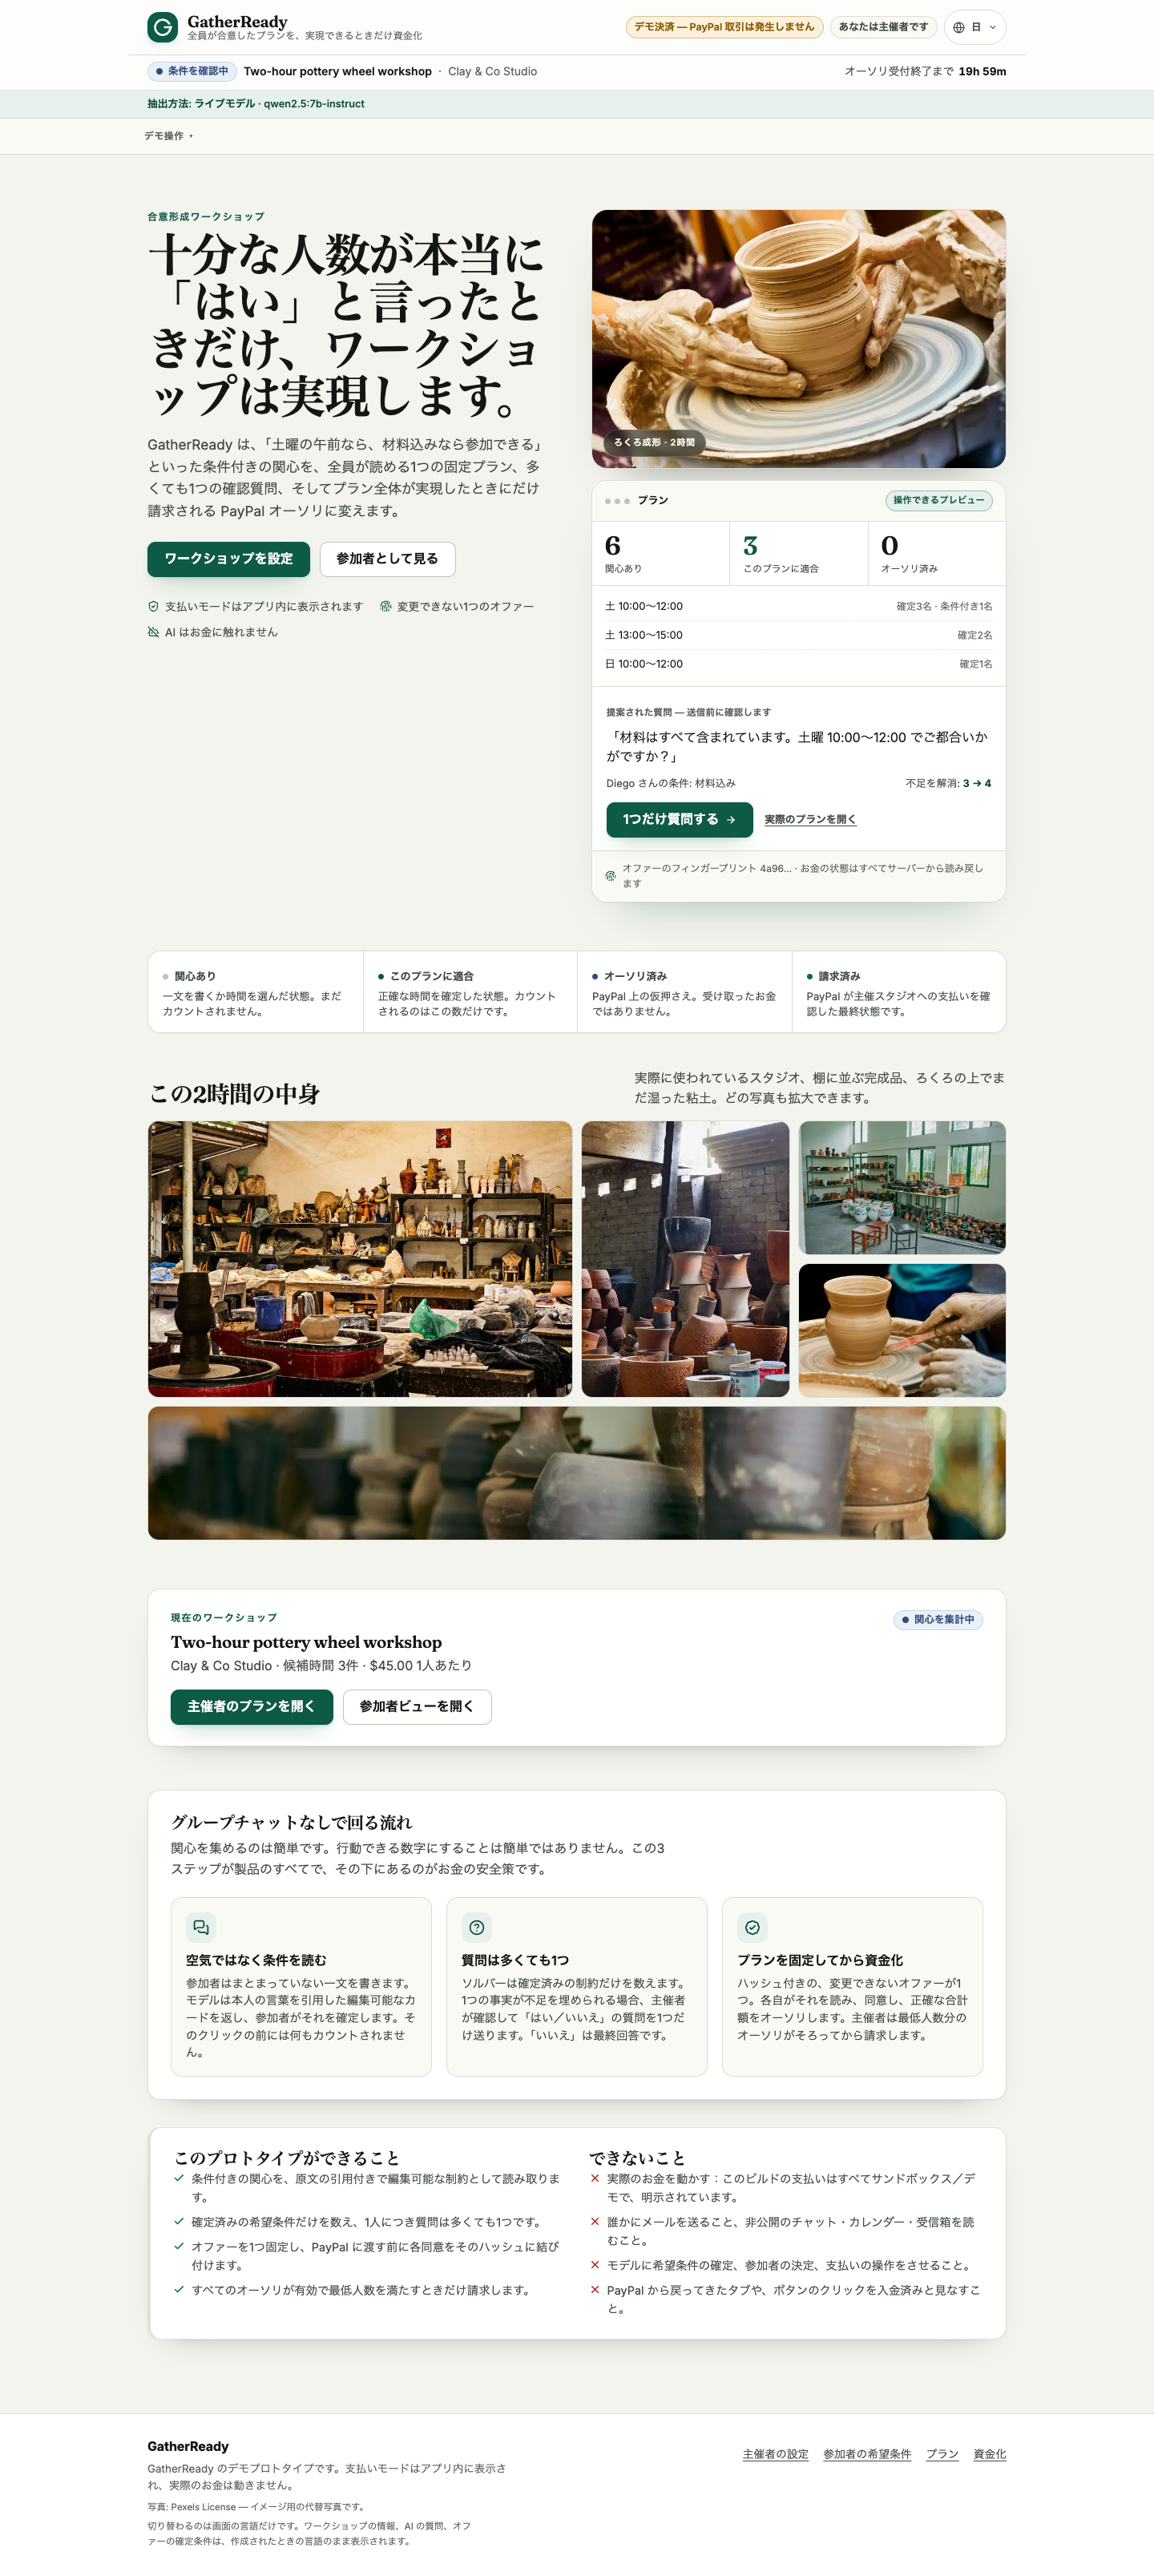 GatherReady
全員が合意したプランを、実現できるときだけ資金化
デモ決済 — PayPal 取引は発生しません
あなたは主催者です
日
条件を確認中
Two-hour pottery wheel workshop · Clay & Co Studio
オーソリ受付終了まで 19h 59m
抽出方法: ライブモデル · qwen2.5:7b-instruct
デモ操作
合意形成ワークショップ
十分な人数が本当に
「はい」と言ったと
きだけ、ワークショ
ップは実現します。
GatherReady は、「土曜の午前なら、材料込みなら参加できる」
といった条件付きの関心を、全員が読める1つの固定プラン、多
くても1つの確認質問、そしてプラン全体が実現したときにだけ
請求される PayPal オーソリに変えます。
ワークショップを設定
参加者として見る
支払いモードはアプリ内に表示されます
変更できない1つのオファー
AI はお金に触れません
ろくろ成形 · 2時間
プラン
操作できるプレビュー
6
関心あり
3
このプランに適合
0
オーソリ済み
土 10:00〜12:00
確定3名 · 条件付き1名
土 13:00〜15:00
確定2名
日 10:00〜12:00
確定1名
提案された質問 — 送信前に確認します
「材料はすべて含まれています。土曜 10:00〜12:00 でご都合いか
がですか？」
Diego さんの条件: 材料込み
不足を解消: 3 → 4
1つだけ質問する →
実際のプランを開く
オファーのフィンガープリント 4a96… · お金の状態はすべてサーバーから読み戻し
ます
関心あり
一文を書くか時間を選んだ状態。まだ
カウントされません。
このプランに適合
正確な時間を確定した状態。カウント
されるのはこの数だけです。
オーソリ済み
PayPal 上の仮押さえ。受け取ったお金
ではありません。
請求済み
PayPal が主催スタジオへの支払いを確
認した最終状態です。
この2時間の中身
実際に使われているスタジオ、棚に並ぶ完成品、ろくろの上でま
だ湿った粘土。どの写真も拡大できます。
現在のワークショップ
関心を集計中
Two-hour pottery wheel workshop
Clay & Co Studio · 候補時間 3件 · $45.00 1人あたり
主催者のプランを開く
参加者ビューを開く
グループチャットなしで回る流れ
関心を集めるのは簡単です。行動できる数字にすることは簡単ではありません。この3
ステップが製品のすべてで、その下にあるのがお金の安全策です。
空気ではなく条件を読む
参加者はまとまっていない一文を書きます。
モデルは本人の言葉を引用した編集可能なカ
ードを返し、参加者がそれを確定します。そ
のクリックの前には何もカウントされませ
ん。
質問は多くても1つ
ソルバーは確定済みの制約だけを数えます。
1つの事実が不足を埋められる場合、主催者
が確認して「はい／いいえ」の質問を1つだ
け送ります。「いいえ」は最終回答です。
プランを固定してから資金化
ハッシュ付きの、変更できないオファーが1
つ。各自がそれを読み、同意し、正確な合計
額をオーソリします。主催者は最低人数分の
オーソリがそろってから請求します。
このプロトタイプができること
条件付きの関心を、原文の引用付きで編集可能な制約として読み取りま
す。
確定済みの希望条件だけを数え、1人につき質問は多くても1つです。
オファーを1つ固定し、PayPal に渡す前に各同意をそのハッシュに結び
付けます。
すべてのオーソリが有効で最低人数を満たすときだけ請求します。
できないこと
実際のお金を動かす：このビルドの支払いはすべてサンドボックス／デ
モで、明示されています。
誰かにメールを送ること、非公開のチャット・カレンダー・受信箱を読
むこと。
モデルに希望条件の確定、参加者の決定、支払いの操作をさせること。
PayPal から戻ってきたタブや、ボタンのクリックを入金済みと見なすこ
と。
GatherReady
GatherReady のデモプロトタイプです。支払いモードはアプリ内に表示さ
れ、実際のお金は動きません。
写真: Pexels License — イメージ用の代替写真です。
切り替わるのは画面の言語だけです。ワークショップの情報、AI の質問、オフ
ァーの確定条件は、作成されたときの言語のまま表示されます。
主催者の設定
参加者の希望条件
プラン
資金化